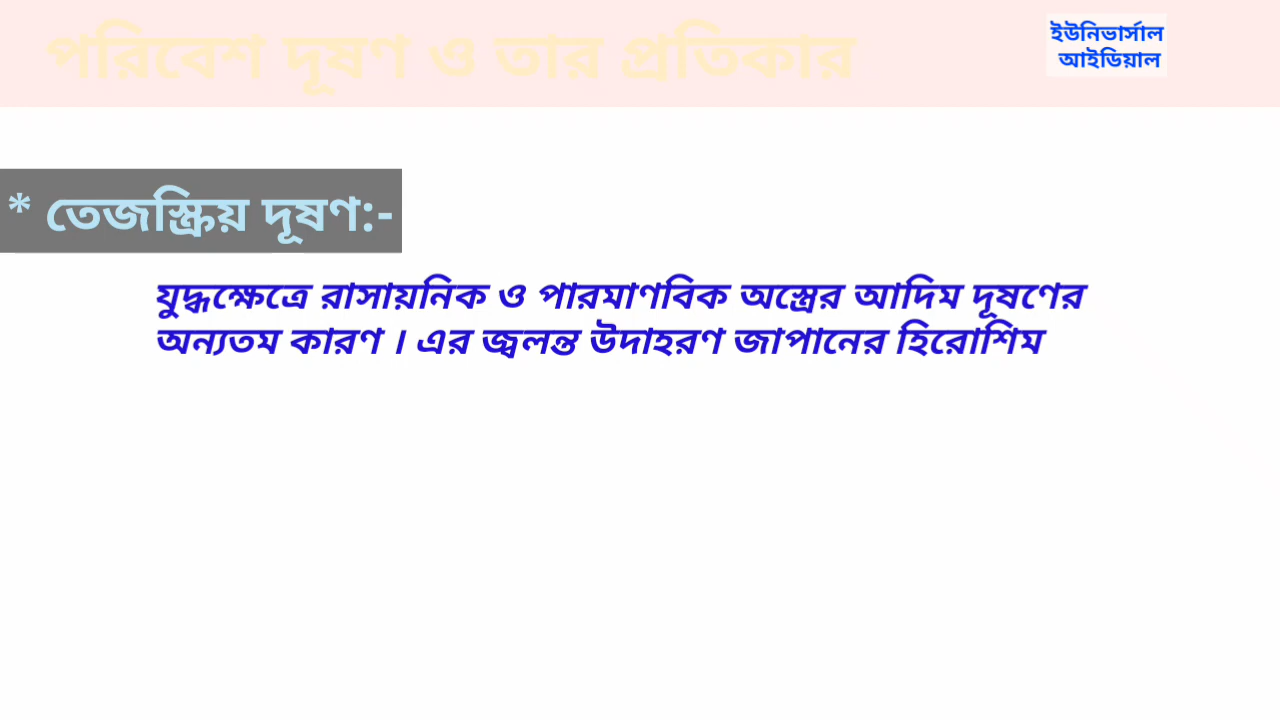 পরিবেশ দূষণ ও তার প্রতিকার
ইউনিভার্সাল
আইডিয়াল
* তেজস্ক্রিয় দূষণ:-
যুদ্ধক্ষেত্রে রাসায়নিক ও পারমাণবিক অস্ত্রের আদিম দূষণের
অন্যতম কারণ । এর জ্বলন্ত উদাহরণ জাপানের হিরোশিম